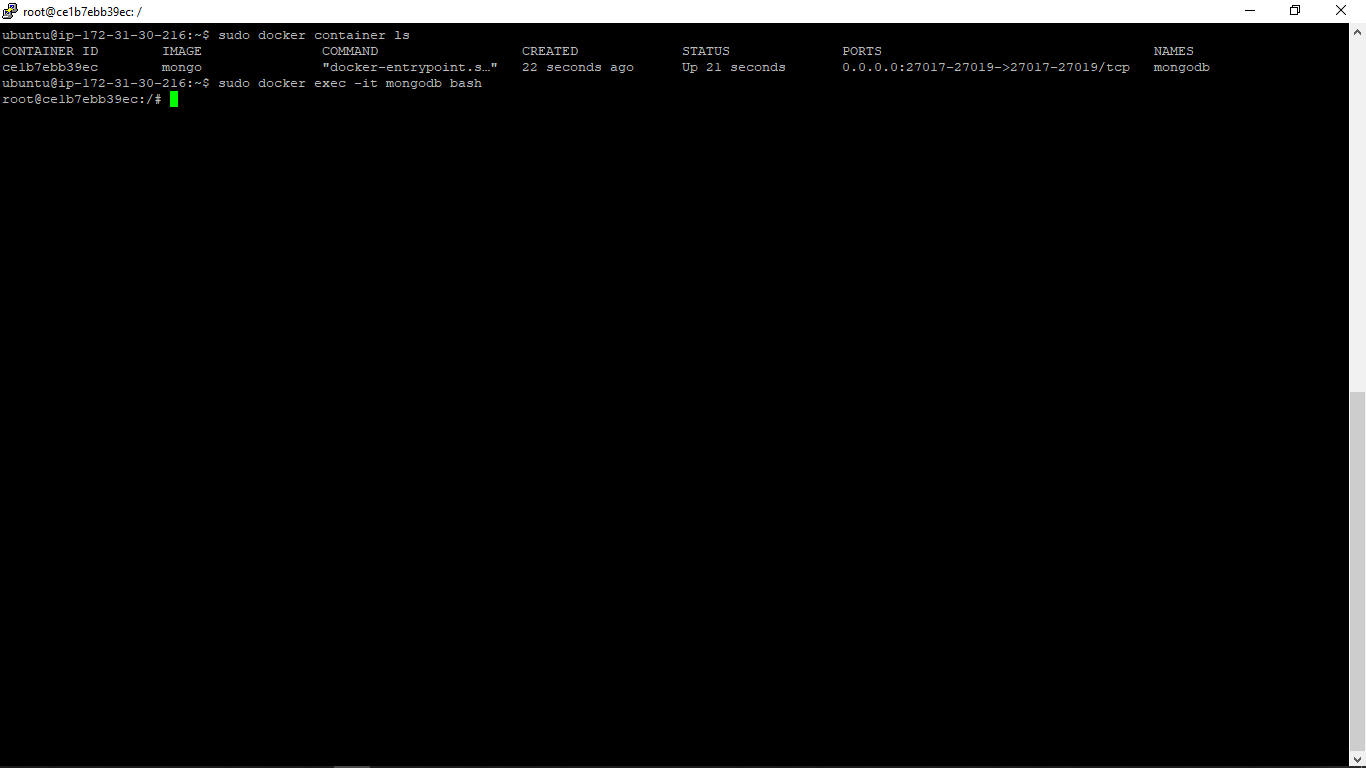 root@ce1b7ebb39ec: /
ubuntu@ip-172-31-30-216:~$ sudo docker container ls
CONTAINER ID        IMAGE               COMMAND                  CREATED             STATUS              PORTS                                  NAMES
ce1b7ebb39ec        mongo               "docker-entrypoint.s…"   22 seconds ago      Up 21 seconds       0.0.0.0:27017-27019->27017-27019/tcp   mongodb
ubuntu@ip-172-31-30-216:~$ sudo docker exec -it mongodb bash
root@ce1b7ebb39ec:/#